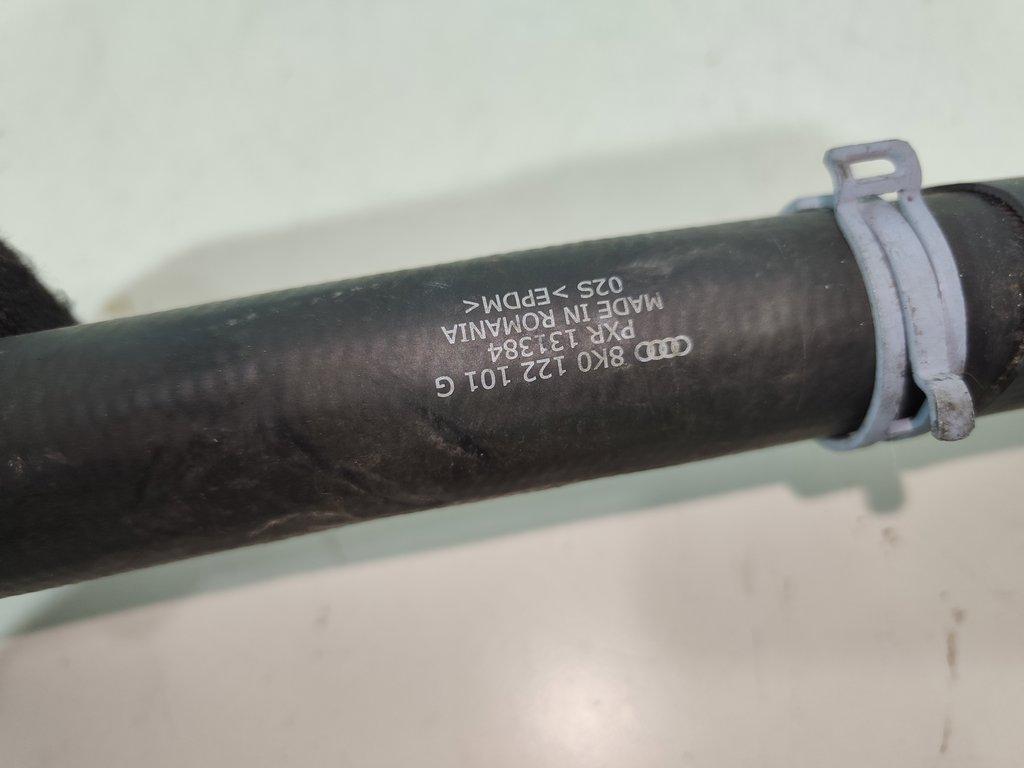 8K0 122 101 G
PXR 131384
MADE IN ROMANIA
02S >EPDM<